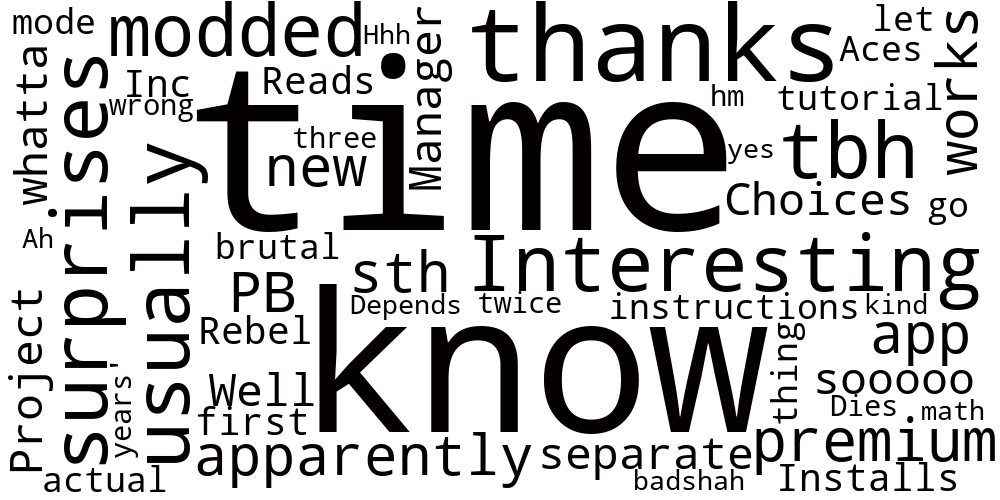 mode
modded
Hhh
Manager
thanks
let
Aces
works
whatta
surprises
Inc
wrong
Reads
time
hm
tutorial
three
new
usually
yes
tbh
Choices
go
Ah
brutal
PB
sth
Interesting
Depends
twice
instructions
kind
Project
years'
Rebel
know
thing
app
sooooo
Well
first
Dies
math
apparently
separate
premium
actual
badshah
Installs